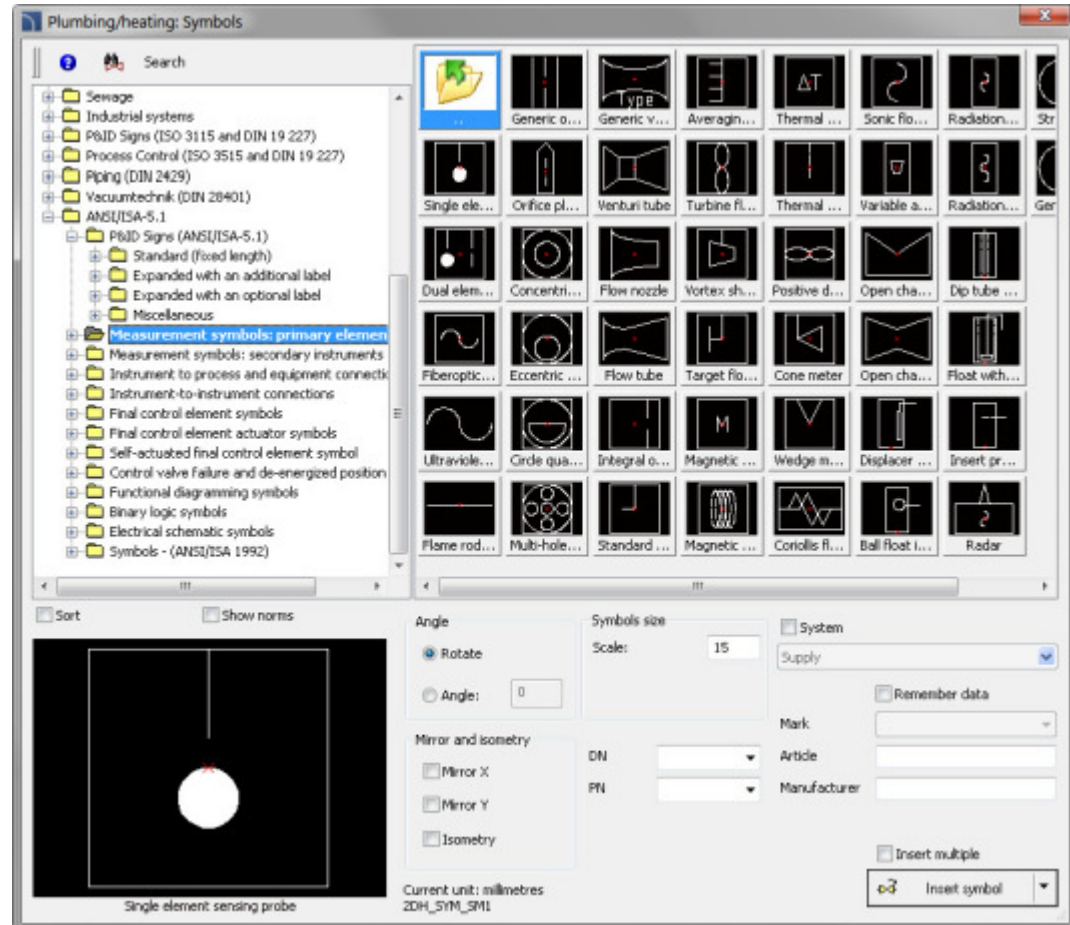 Plumbing/heating: Symbols
Search
Sewage
Industrial systems
P&ID Signs (ISO 3115 and DIN 19 227)
Process Control (ISO 3515 and DIN 19 227)
Piping (DIN 2429)
Vacuumtechnik (DIN 28401)
ANSI/ISA-5.1
P&ID Signs (ANSI/ISA-5.1)
Standard (fixed length)
Expanded with an additional label
Expanded with an optional label
Miscellaneous
Measurement symbols: primary elemen
Measurement symbols: secondary instruments
Instrument to process and equipment connectic
Instrument-to-instrument connections
Final control element symbols
Final control element actuator symbols
Self-actuated final control element symbol
Control valve failure and de-energized position
Functional diagramming symbols
Binary logic symbols
Electrical schematic symbols
Symbols - (ANSI/ISA 1992)
Type
ΔT
.. Generic o... Generic v... Averagin... Thermal ... Sonic flo... Radiation... Str
Single ele... Orifice pl... Venturi tube Turbine fl... Thermal ... Variable a... Radiation... Ger
Dual elem... Concentri... Flow nozzle Vortex sh... Positive d... Open cha... Dip tube ...
Fiberoptic... Eccentric ... Flow tube Target flo... Cone meter Open cha... Float with...
M
Ultraviole... Circle qua... Integral o... Magnetic ... Wedge m... Displacer ... Insert pr...
Flame rod... Multi-hole... Standard ... Magnetic ... Coriollis fl... Ball float i... Radar
Sort Show norms
Single element sensing probe
Angle
Rotate
Angle: 0
Mirror and isometry
Mirror X
Mirror Y
Isometry
Current unit: millimetres
2DH_SYM_SM1
Symbols size
Scale: 15
DN
PN
System
Supply
Remember data
Mark
Article
Manufacturer
Insert multiple
Insert symbol